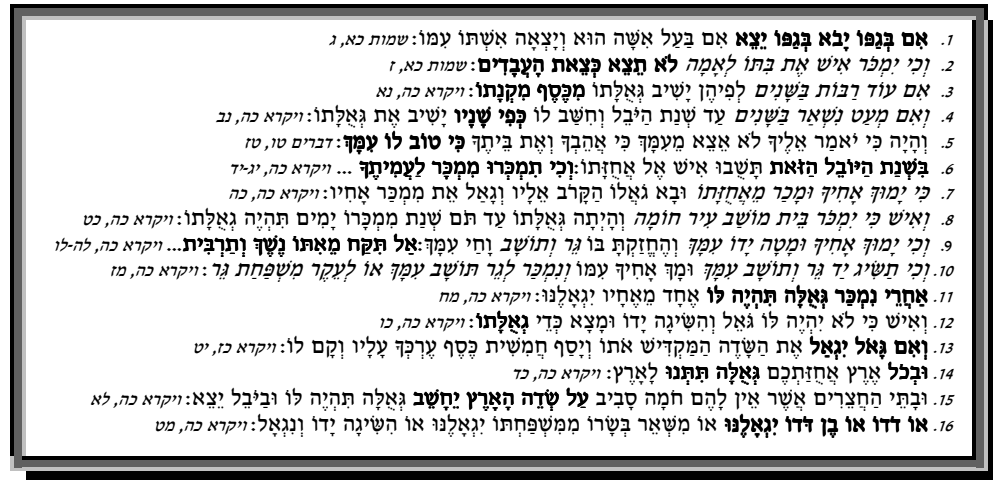 1. אִם בְּגַפּוֹ יָבֹא בְּגַפּוֹ יֵצֵא אִם בַּעַל אִשָּׁה הוּא וְיָצְאָה אִשְׁתּוֹ עִמּוֹ: שמות כא, ג
2. וְכִי יִמְכֹּר אִישׁ אֶת בִּתּוֹ לְאָמָה לֹא תֵצֵא כְּצֵאת הָעֲבָדִים: שמות כא, ז
3. אִם עוֹד רַבּוֹת בַּשָּׁנִים לְפִיהֶן יָשִׁיב גְּאֻלָּתוֹ מִכֶּסֶף מִקְנָתוֹ: ויקרא כה, נא
4. וְאִם מְעַט נִשְׁאַר בַּשָּׁנִים עַד שְׁנַת הַיֹּבֵל וְחִשַּׁב לוֹ כְּפִי שָׁנָיו יָשִׁיב אֶת גְּאֻלָּתוֹ: ויקרא כה, נב
5. וְהָיָה כִּי יֹאמַר אֵלֶיךָ לֹא אֵצֵא מֵעִמָּךְ כִּי אֲהֵבְךָ וְאֶת בֵּיתֶךָ כִּי טוֹב לוֹ עִמָּךְ: דברים טו, טז
6. בִּשְׁנַת הַיּוֹבֵל הַזֹּאת תָּשֻׁבוּ אִישׁ אֶל אֲחֻזָּתוֹ: וְכִי תִמְכְּרוּ מִמְכָּר לַעֲמִיתֶךָ ... ויקרא כה, יג-יד
7. כִּי יָמוּךְ אָחִיךָ וּמָכַר מֵאֲחֻזָּתוֹ וּבָא גֹאֲלוֹ הַקָּרֹב אֵלָיו וְגָאַל אֵת מִמְכַּר אָחִיו: ויקרא כה, כה
8. וְאִישׁ כִּי יִמְכֹּר בֵּית מוֹשַׁב עִיר חוֹמָה וְהָיְתָה גְּאֻלָּתוֹ עַד תֹּם שְׁנַת מִמְכָּרוֹ יָמִים תִּהְיֶה גְאֻלָּתוֹ: ויקרא כה, כט
9. וְכִי יָמוּךְ אָחִיךָ וּמָטָה יָדוֹ עִמָּךְ וְהֶחֱזַקְתָּ בּוֹ גֵּר וְתוֹשָׁב וָחַי עִמָּךְ: אַל תִּקַּח מֵאִתּוֹ נֶשֶׁךְ וְתַרְבִּית... ויקרא כה, לה-לו
10. וְכִי תַשִּׂיג יַד גֵּר וְתוֹשָׁב עִמָּךְ וּמָךְ אָחִיךָ עִמּוֹ וְנִמְכַּר לְגֵר תּוֹשָׁב עִמָּךְ אוֹ לְעֵקֶר מִשְׁפַּחַת גֵּר: ויקרא כה, מז
11. אַחֲרֵי נִמְכַּר גְּאֻלָּה תִּהְיֶה לּוֹ אֶחָד מֵאֶחָיו יִגְאָלֶנּוּ: ויקרא כה, מח
12. וְאִישׁ כִּי לֹא יִהְיֶה לּוֹ גֹּאֵל וְהִשִּׂיגָה יָדוֹ וּמָצָא כְּדֵי גְאֻלָּתוֹ: ויקרא כה, כו
13. וְאִם גָּאֹל יִגְאַל אֶת הַשָּׂדֶה הַמַּקְדִּישׁ אֹתוֹ וְיָסַף חֲמִשִׁית כֶּסֶף עֶרְכְּךָ עָלָיו וְקָם לוֹ: ויקרא כז, יט
14. וּבְכֹל אֶרֶץ אֲחֻזַּתְכֶם גְּאֻלָּה תִּתְּנוּ לָאָרֶץ: ויקרא כה, כד
15. וּבָתֵּי הַחֲצֵרִים אֲשֶׁר אֵין לָהֶם חֹמָה סָבִיב עַל שְׂדֵה הָאָרֶץ יֵחָשֵׁב גְּאֻלָּה תִּהְיֶה לּוֹ וּבַיֹּבֵל יֵצֵא: ויקרא כה, לא
16. אוֹ דֹדוֹ אוֹ בֶן דֹּדוֹ יִגְאָלֶנּוּ אוֹ מִשְּׁאֵר בְּשָׂרוֹ מִמִּשְׁפַּחְתּוֹ יִגְאָלֶנּוּ אוֹ הִשִּׂיגָה יָדוֹ וְנִגְאָל: ויקרא כה, מט